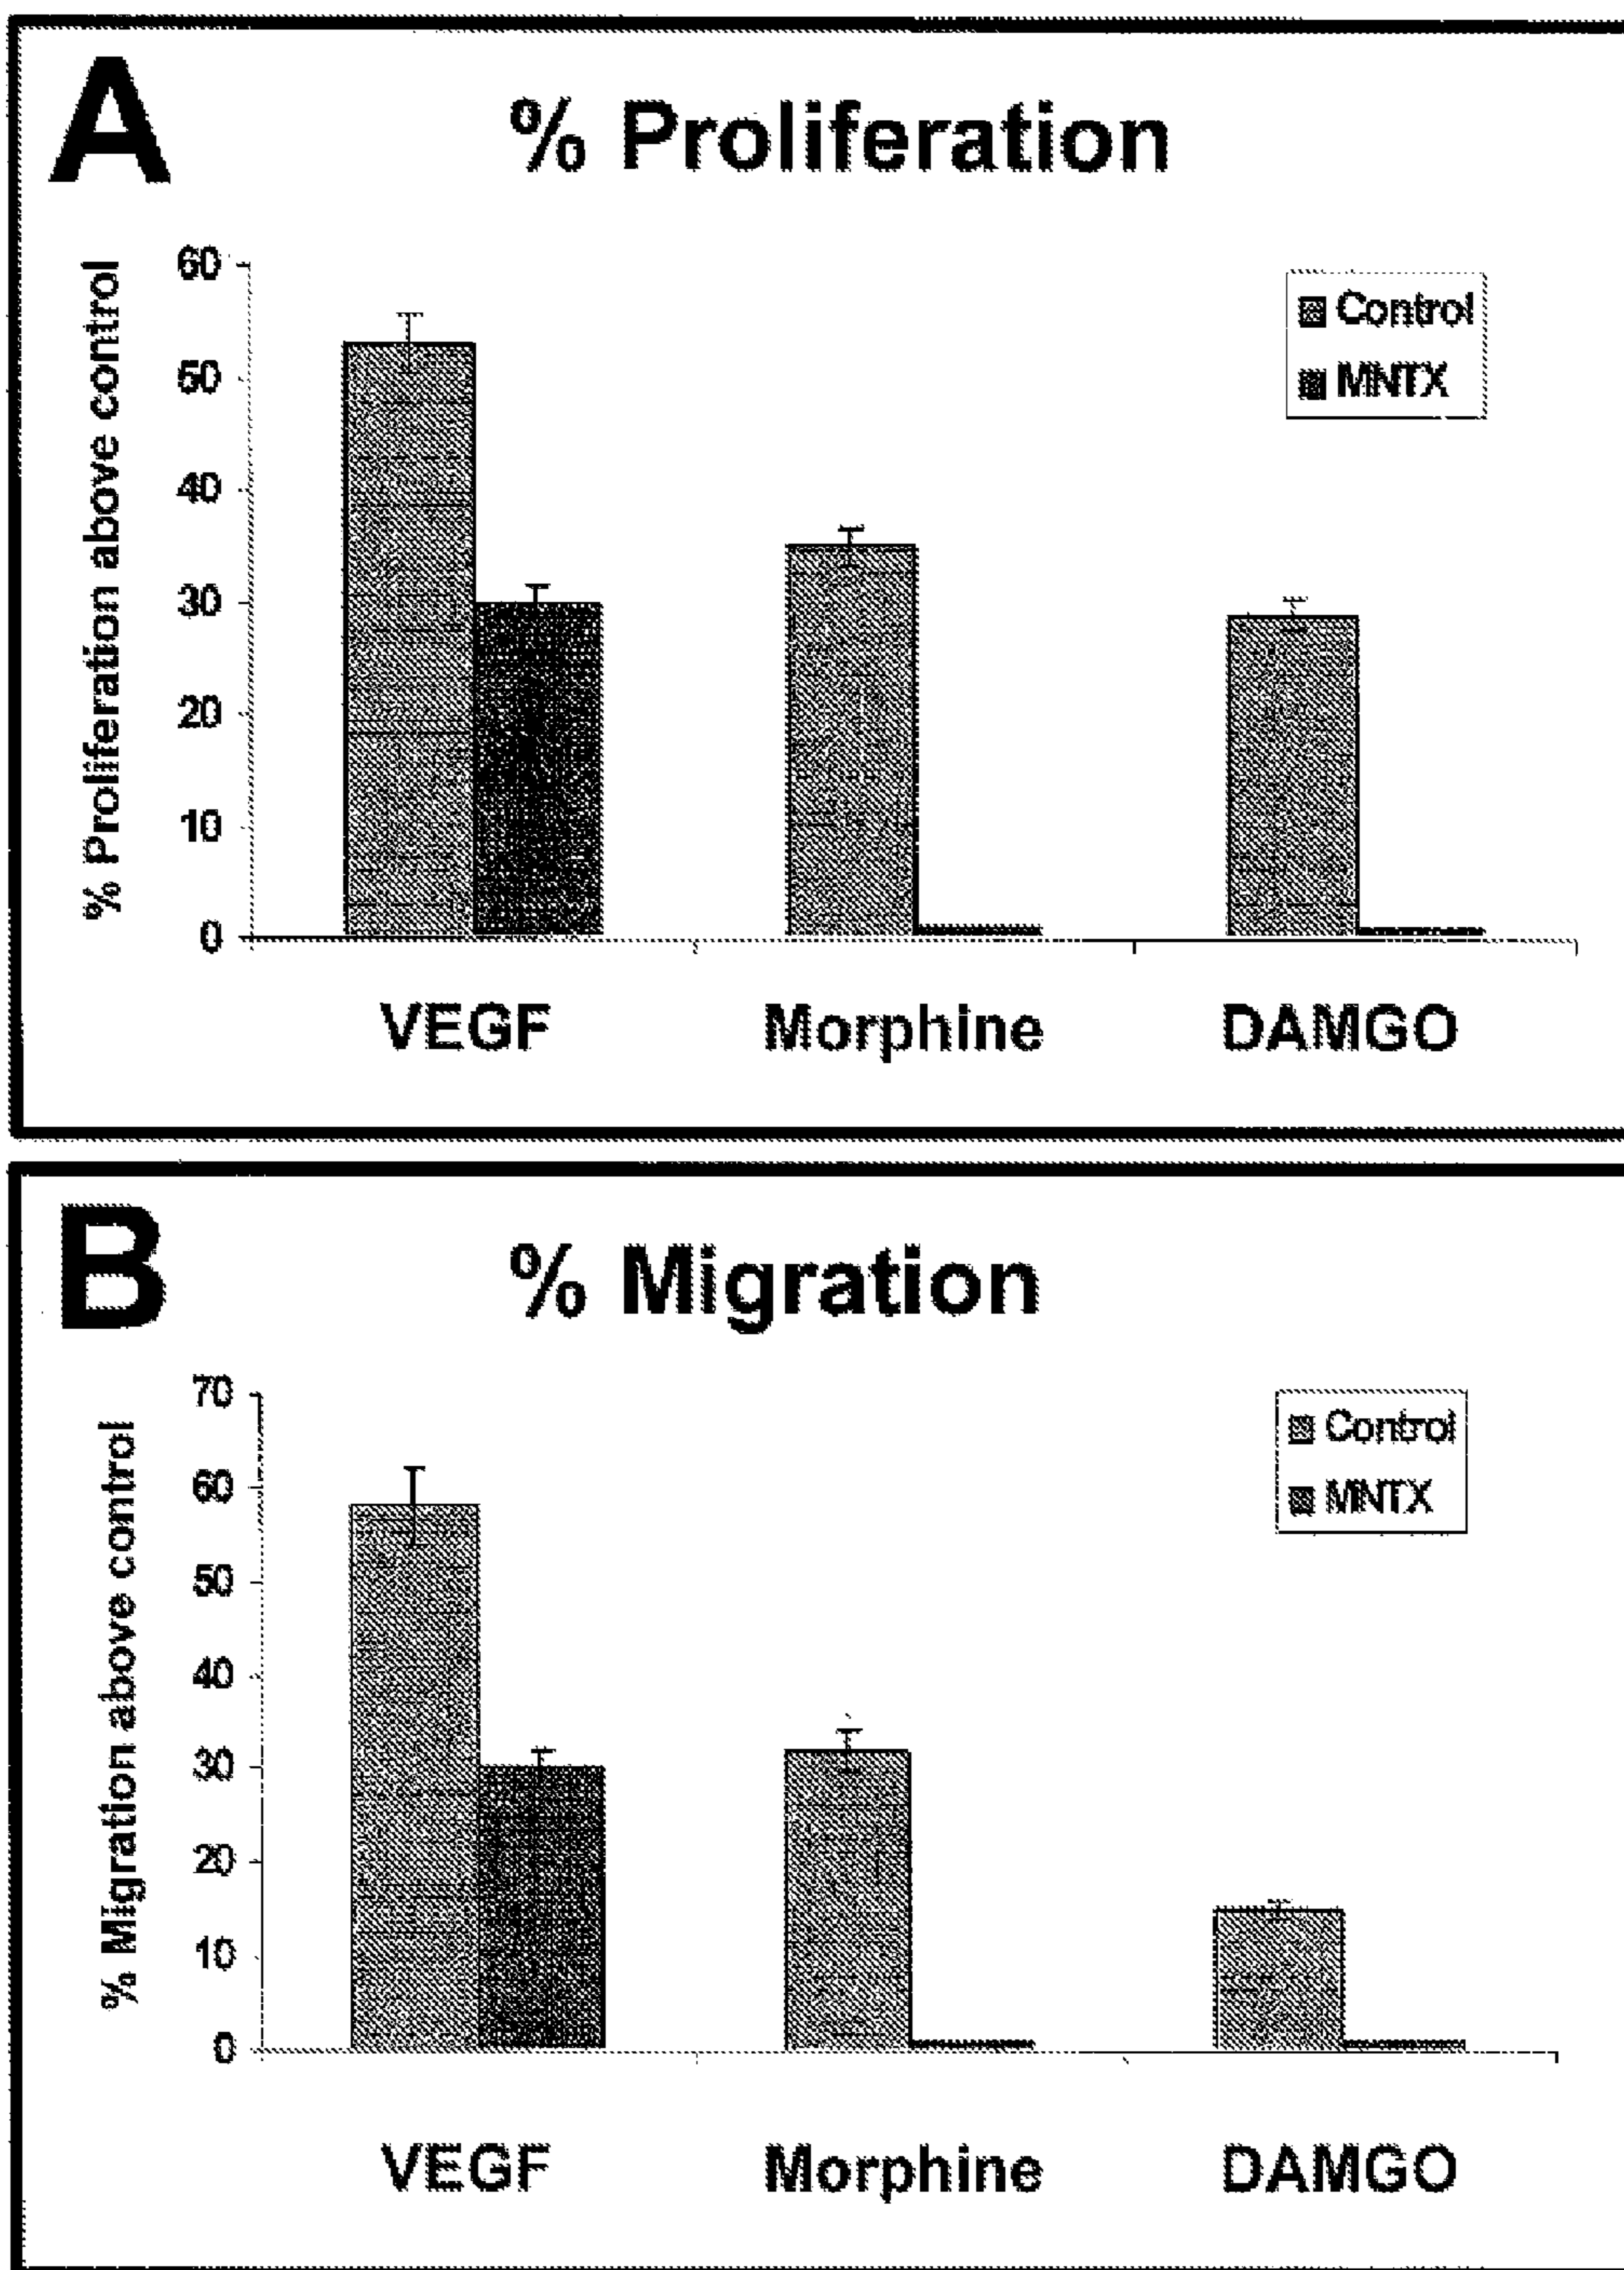 A
% Proliferation
% Proliferation above control
60
50
40
30
20
10
0
Control
MNTX
VEGF Morphine DAMGO
B
% Migration
% Migration above control
70
60
50
40
30
20
10
0
Control
MNTX
VEGF Morphine DAMGO